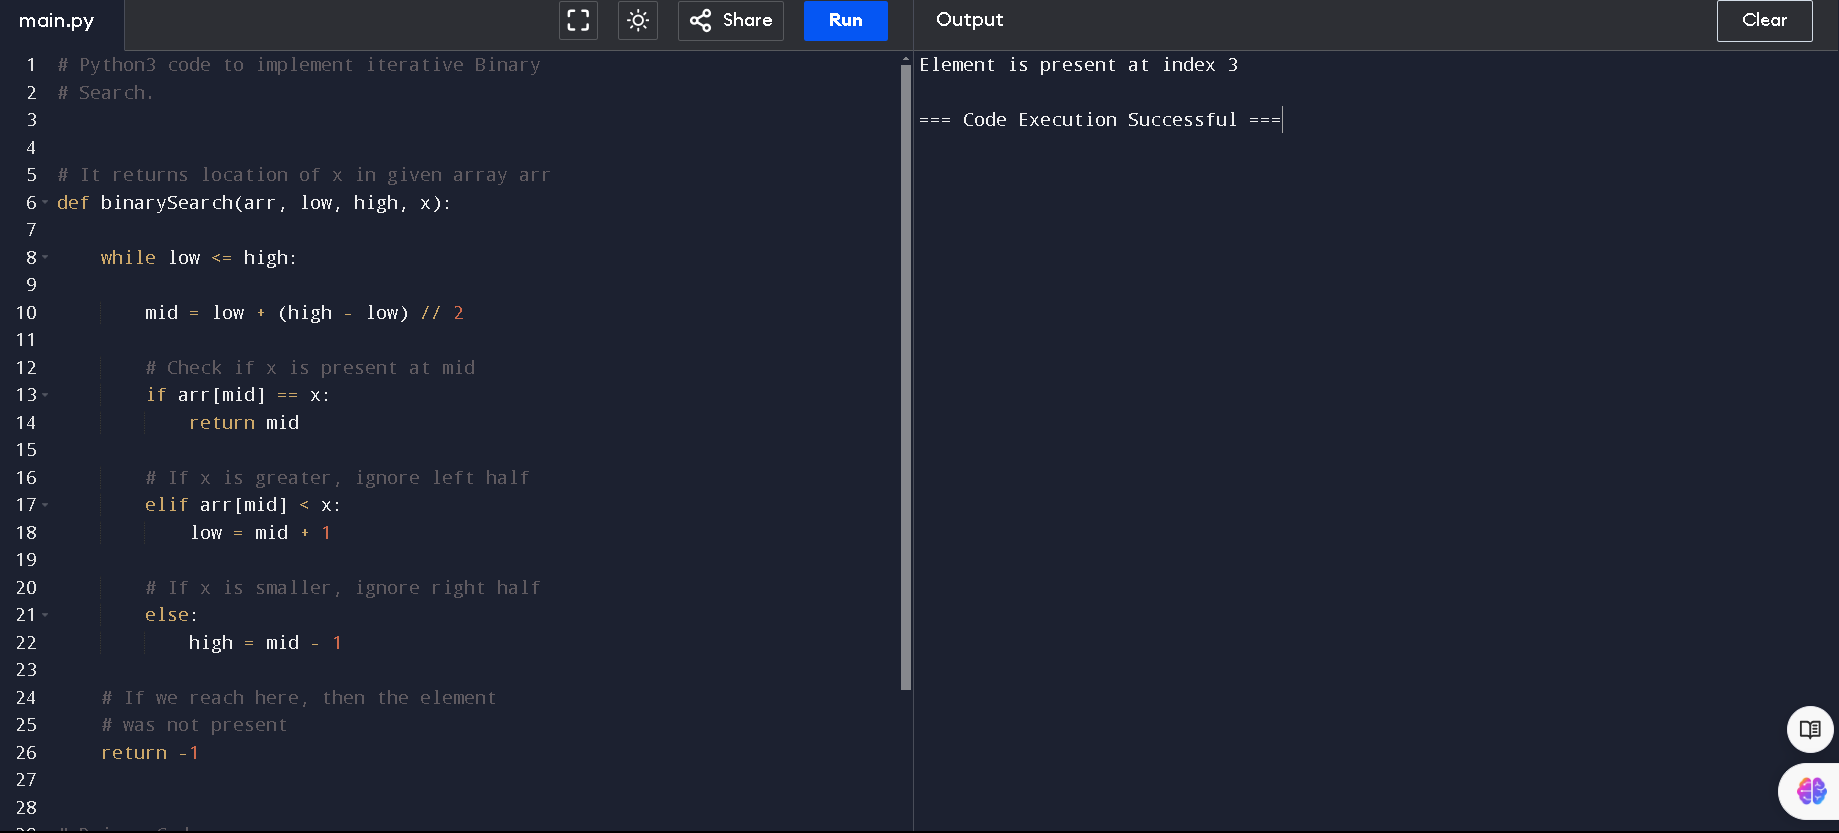 main.py
Share
Run
Output
Clear
1 # Python3 code to implement iterative Binary
2 # Search.
3
4
5 # It returns location of x in given array arr
6 def binarySearch(arr, low, high, x):
7
8     while low <= high:
9
10         mid = low + (high - low) // 2
11
12         # Check if x is present at mid
13         if arr[mid] == x:
14             return mid
15
16         # If x is greater, ignore left half
17         elif arr[mid] < x:
18             low = mid + 1
19
20         # If x is smaller, ignore right half
21         else:
22             high = mid - 1
23
24     # If we reach here, then the element
25     # was not present
26     return -1
27
28
Element is present at index 3
=== Code Execution Successful ===